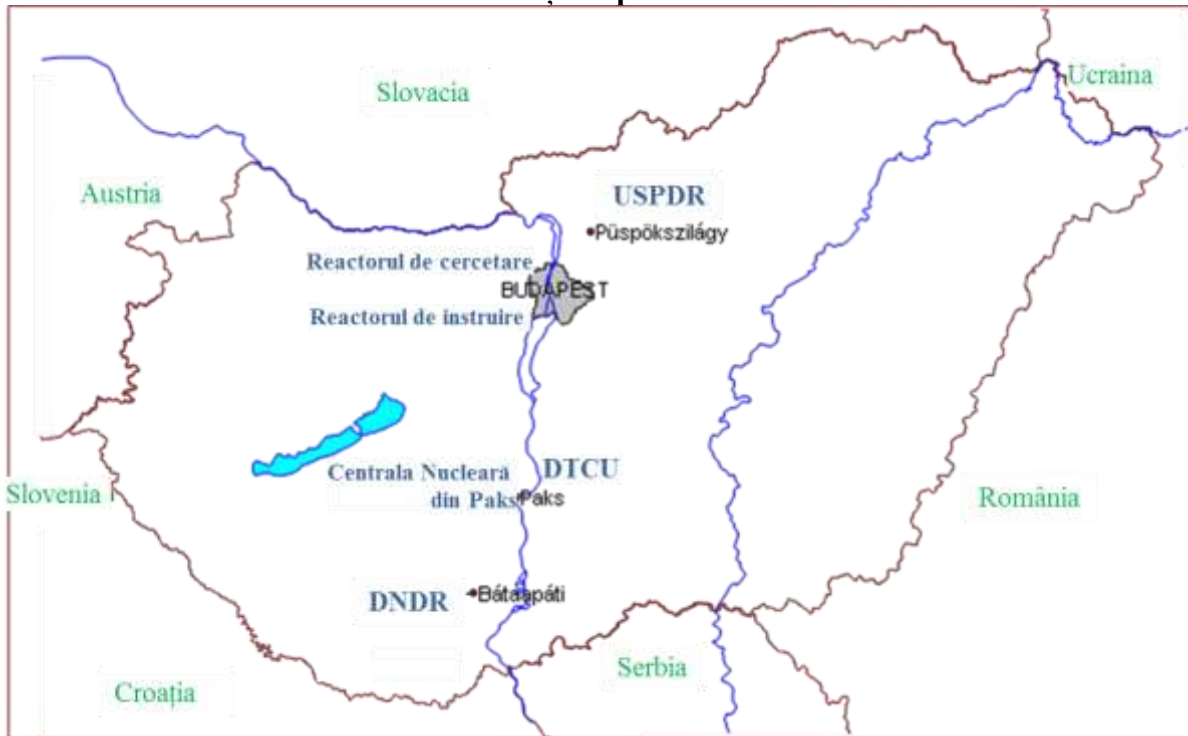 Slovacia
Ucraina
Austria
USPDR
Püspökszilágy
Reactorul de cercetare
BUDAPEST
Reactorul de instruire
Centrala Nucleară
din Paks
DTCU
Paks
Slovenia
România
DNDR
Bátaapáti
Serbia
Croația